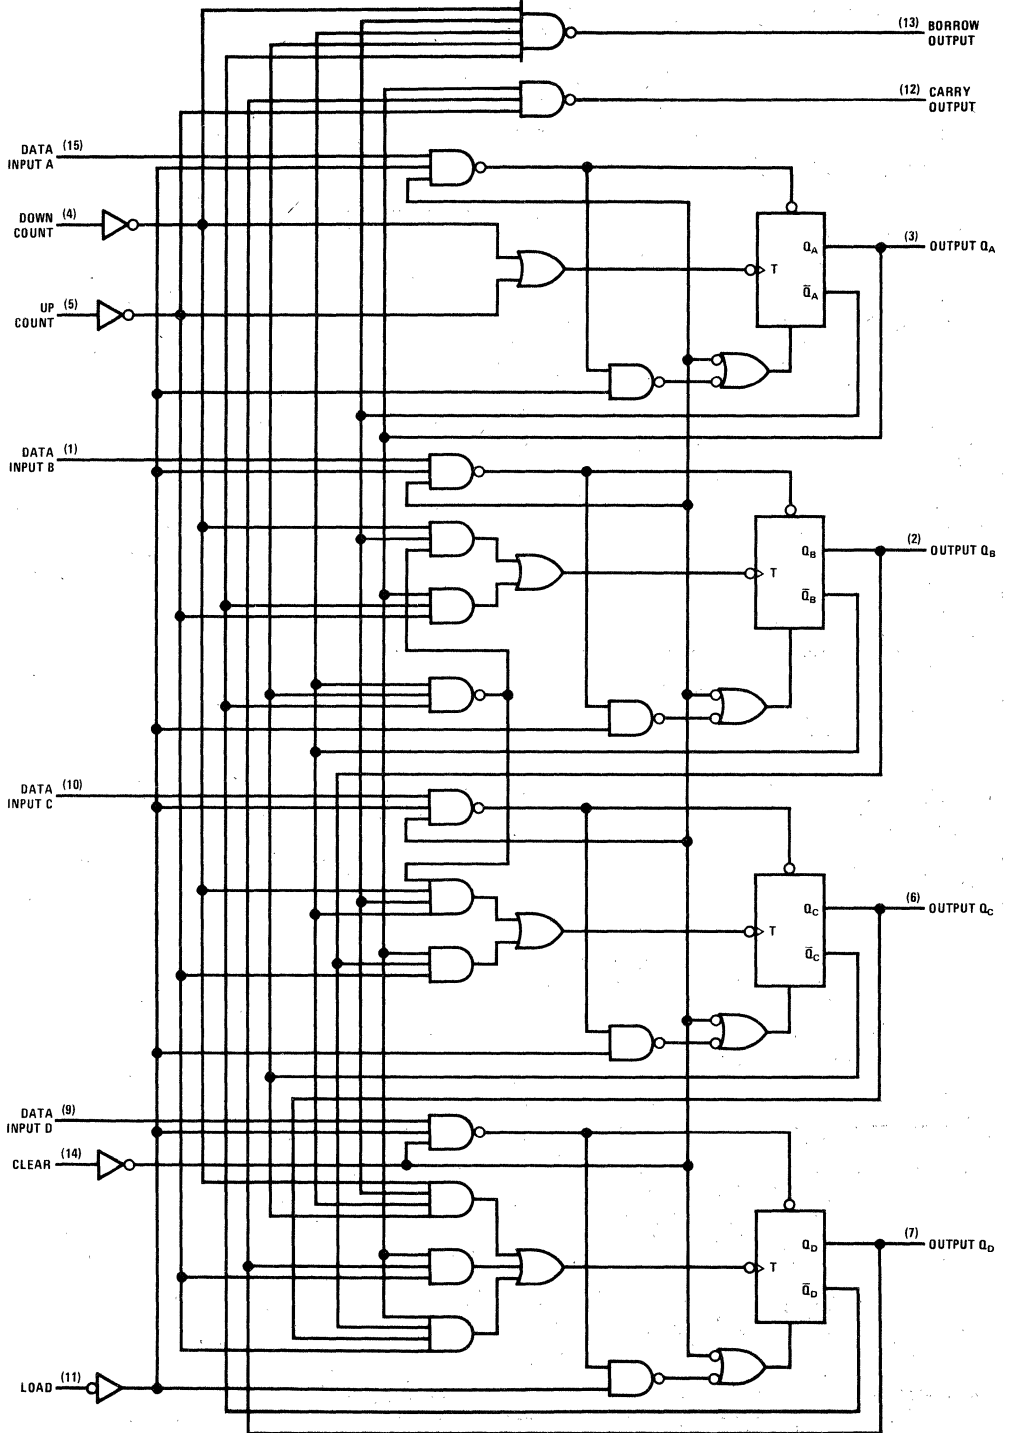 (13) BORROW
OUTPUT
(12) CARRY
OUTPUT
DATA (15)
INPUT A
DOWN (4)
COUNT
UP (5)
COUNT
T
QA
Q̅A
(3) OUTPUT QA
DATA (1)
INPUT B
T
QB
Q̅B
(2) OUTPUT QB
DATA (10)
INPUT C
T
QC
Q̅C
(6) OUTPUT QC
DATA (9)
INPUT D
CLEAR (14)
T
QD
Q̅D
(7) OUTPUT QD
LOAD (11)